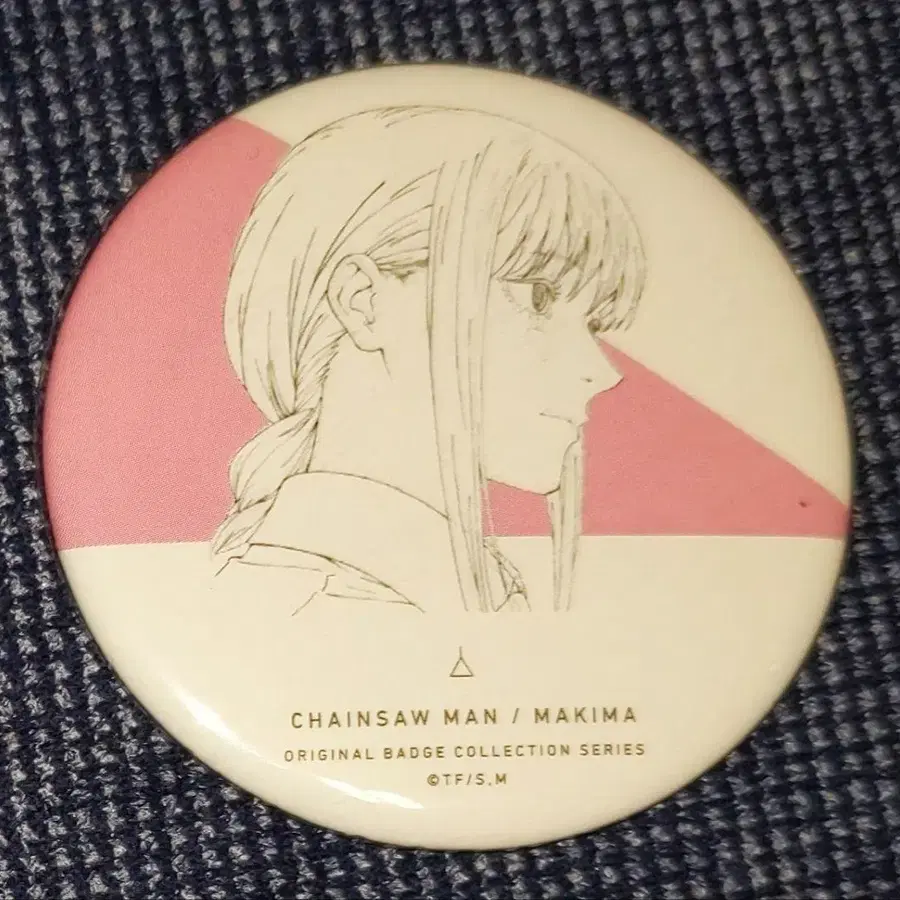 CHAINSAW MAN / MAKIMA
ORIGINAL BADGE COLLECTION SERIES
©TF/S,M